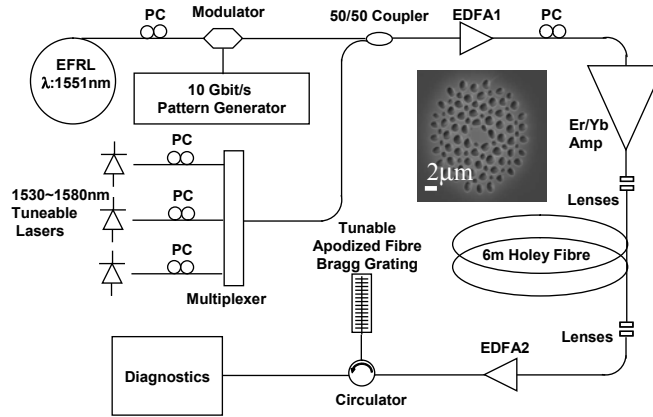 PC
Modulator
50/50 Coupler
EDFA1
PC
EFRL
λ:1551nm
10 Gbit/s
Pattern Generator
Er/Yb
Amp
2μm
PC
1530~1580nm
Tuneable
Lasers
PC
PC
Multiplexer
Tunable
Apodized Fibre
Bragg Grating
Lenses
6m Holey Fibre
Lenses
EDFA2
Diagnostics
Circulator